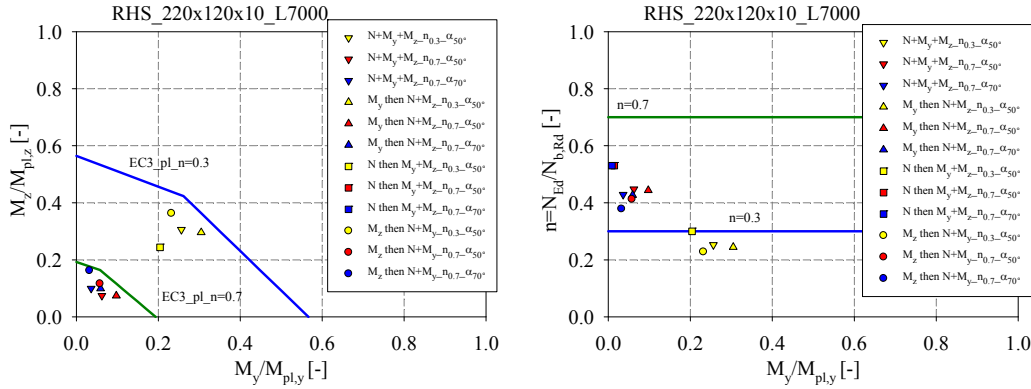 RHS_220x120x10_L7000
1.0
0.8
0.6
0.4
0.2
0.0
M_z/M_pl,z [-]
0.0 0.2 0.4 0.6 0.8 1.0
M_y/M_pl,y [-]
EC3_pl_n=0.3
EC3_pl_n=0.7
N+M_y+M_z_n_0.3_α_50°
N+M_y+M_z_n_0.7_α_50°
N+M_y+M_z_n_0.7_α_70°
M_y then N+M_z_n_0.3_α_50°
M_y then N+M_z_n_0.7_α_50°
M_y then N+M_z_n_0.7_α_70°
N then M_y+M_z_n_0.3_α_50°
N then M_y+M_z_n_0.7_α_50°
N then M_y+M_z_n_0.7_α_70°
M_z then N+M_y_n_0.3_α_50°
M_z then N+M_y_n_0.7_α_50°
M_z then N+M_y_n_0.7_α_70°
RHS_220x120x10_L7000
1.0
0.8
0.6
0.4
0.2
0.0
n=N_Ed/N_b,Rd [-]
0.0 0.2 0.4 0.6 0.8 1.0
M_y/M_pl,y [-]
n=0.7
n=0.3
N+M_y+M_z_n_0.3_α_50°
N+M_y+M_z_n_0.7_α_50°
N+M_y+M_z_n_0.7_α_70°
M_y then N+M_z_n_0.3_α_50°
M_y then N+M_z_n_0.7_α_50°
M_y then N+M_z_n_0.7_α_70°
N then M_y+M_z_n_0.3_α_50°
N then M_y+M_z_n_0.7_α_50°
N then M_y+M_z_n_0.7_α_70°
M_z then N+M_y_n_0.3_α_50°
M_z then N+M_y_n_0.7_α_50°
M_z then N+M_y_n_0.7_α_70°